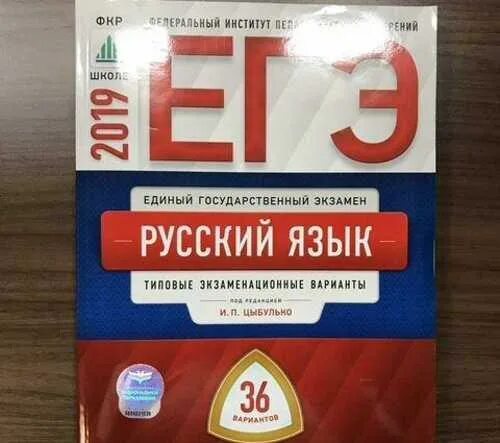 ФКР
ШКОЛЕ
ФЕДЕРАЛЬНЫЙ ИНСТИТУТ
2019
ЕГЭ
ЕДИНЫЙ ГОСУДАРСТВЕННЫЙ ЭКЗАМЕН
РУССКИЙ ЯЗЫК
ТИПОВЫЕ ЭКЗАМЕНАЦИОННЫЕ ВАРИАНТЫ
ПОД РЕДАКЦИЕЙ
И. П. ЦЫБУЛЬКО
36
ВАРИАНТОВ